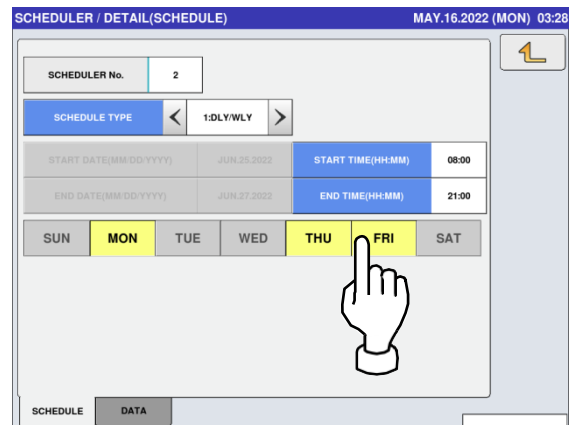 SCHEDULER / DETAIL(SCHEDULE) MAY.16.2022 (MON) 03:28
SCHEDULER No. 2
SCHEDULE TYPE 1:DLY/WLY
START DATE(MM/DD/YYYY) JUN.25.2022 START TIME(HH:MM) 08:00
END DATE(MM/DD/YYYY) JUN.27.2022 END TIME(HH:MM) 21:00
SUN MON TUE WED THU FRI SAT
SCHEDULE DATA